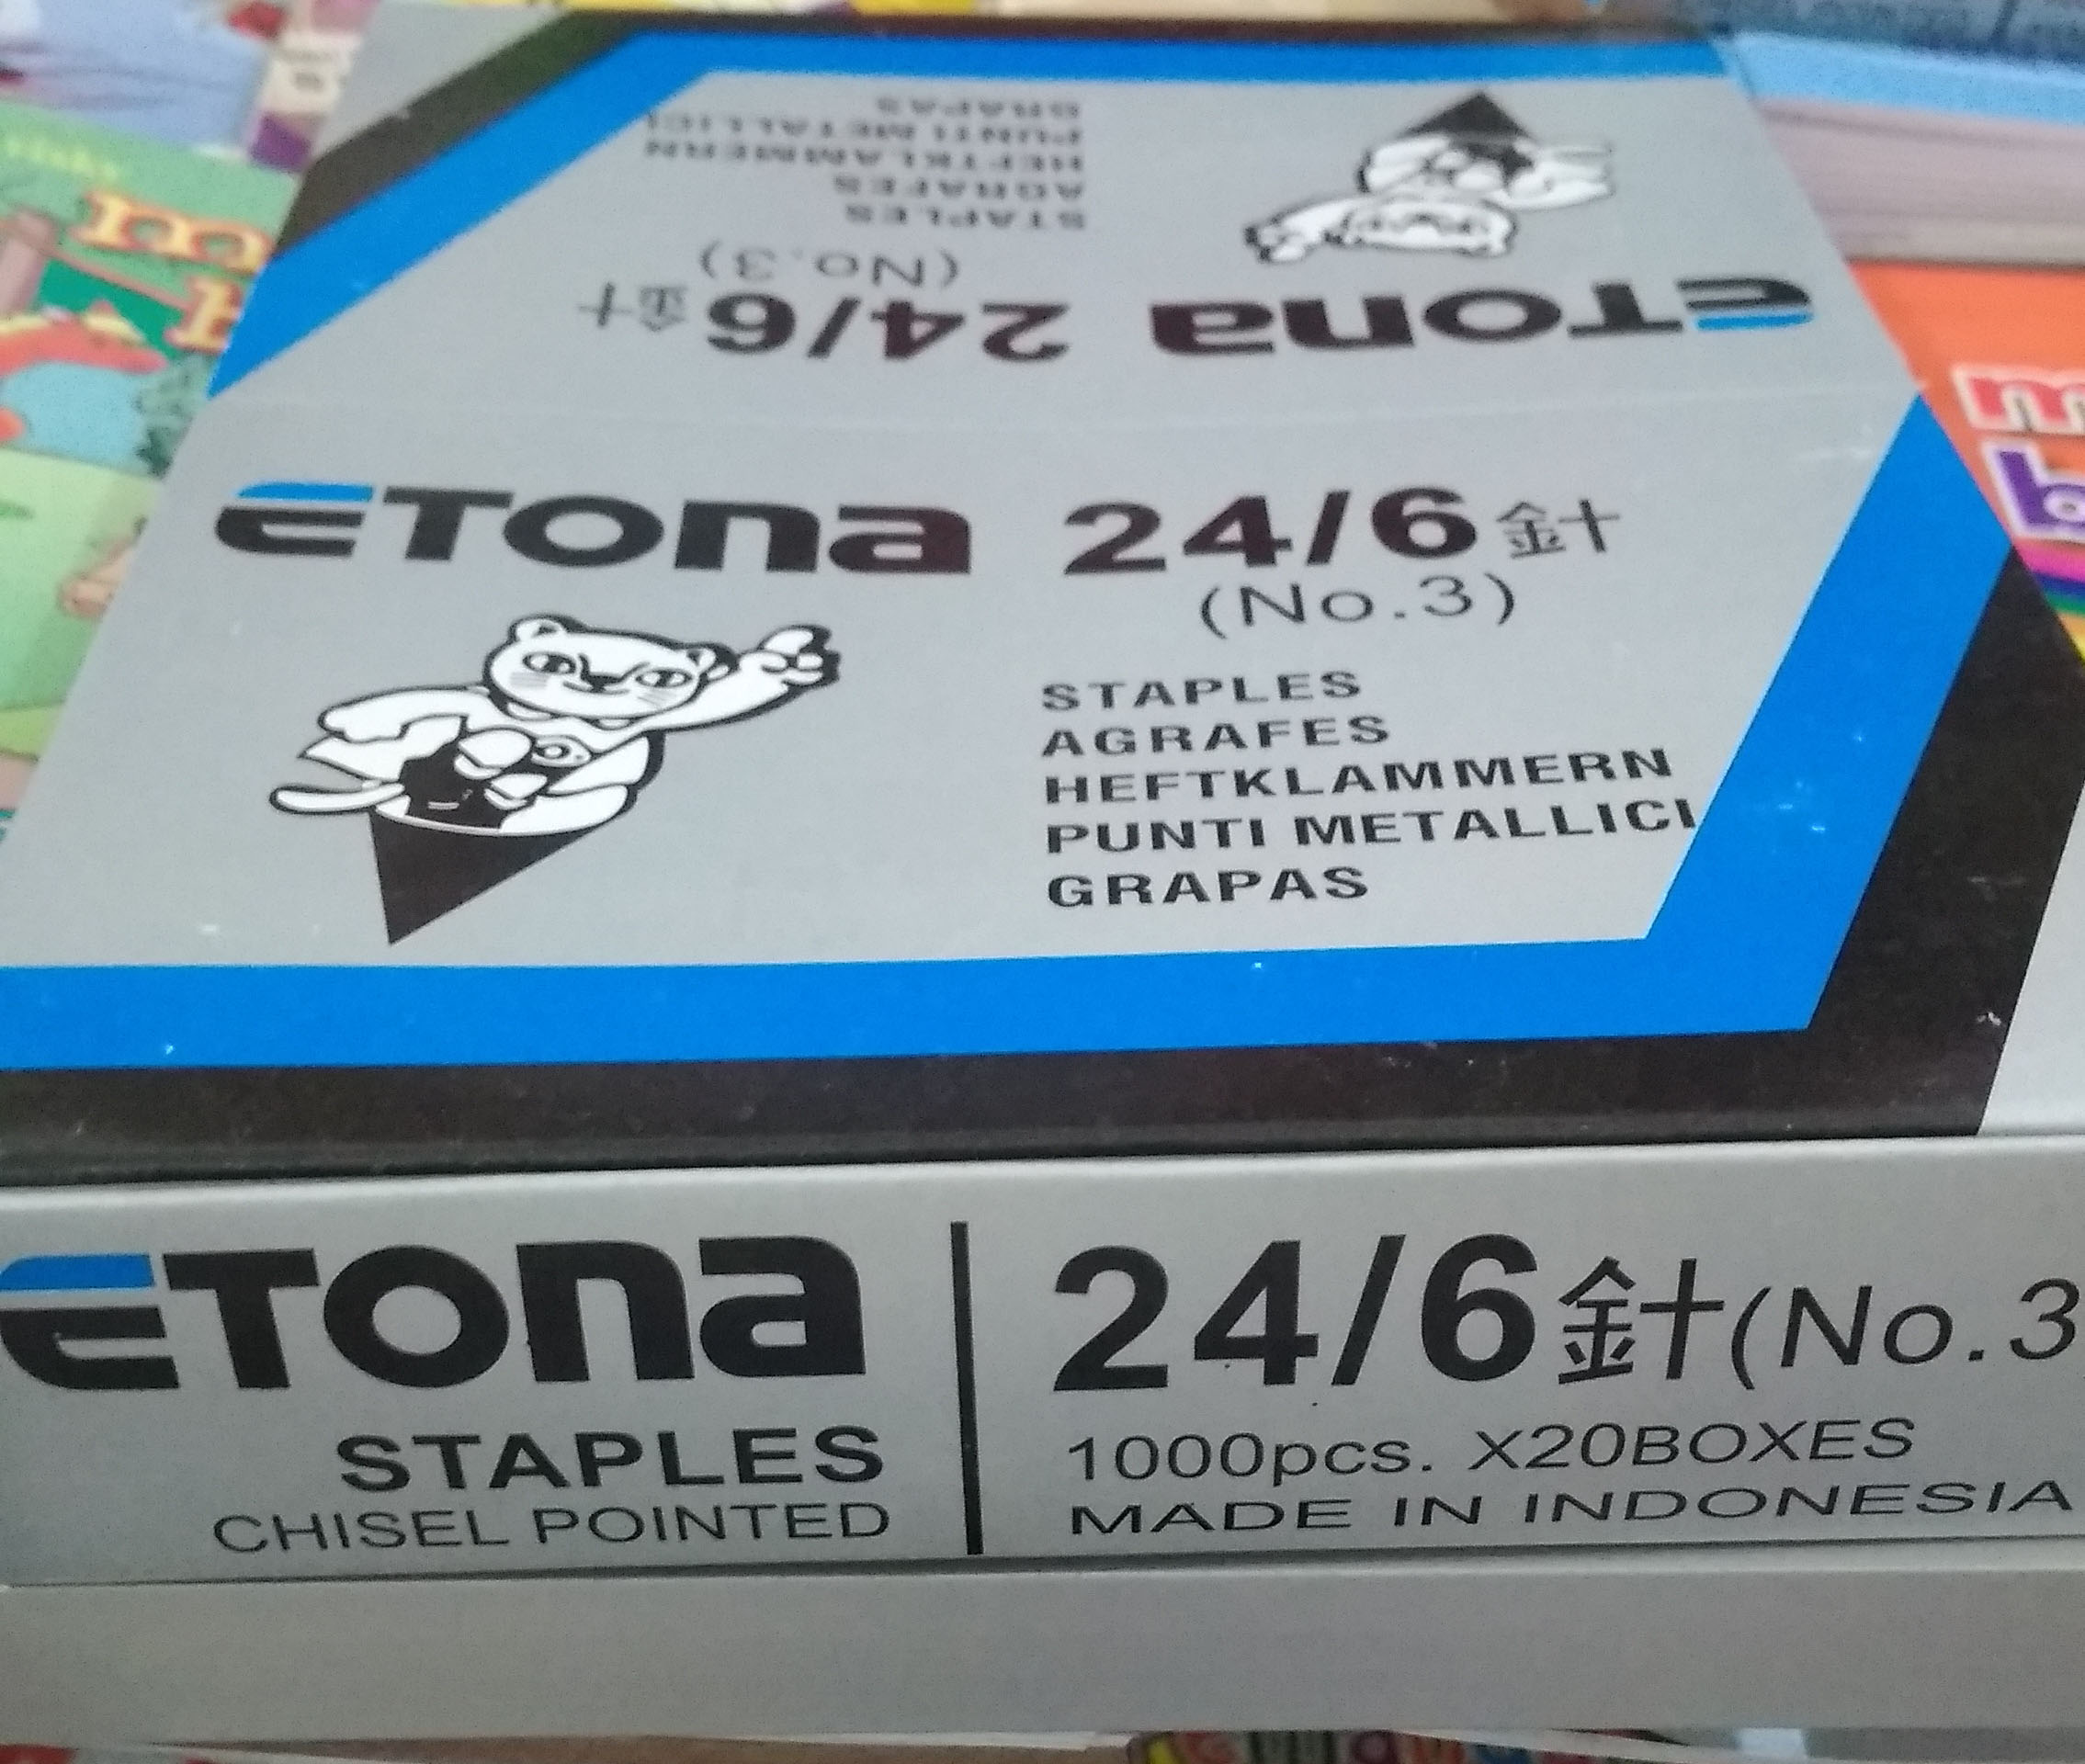 ETONA 24/6 針
(No.3)
STAPLES
AGRAFES
HEFTKLAMMERN
PUNTI METALLICI
GRAPAS
ETONA 24/6 針
(No.3)
STAPLES
AGRAFES
HEFTKLAMMERN
PUNTI METALLICI
GRAPAS
ETONA
STAPLES
CHISEL POINTED
24/6 針 (No.3
1000pcs. X20BOXES
MADE IN INDONESIA